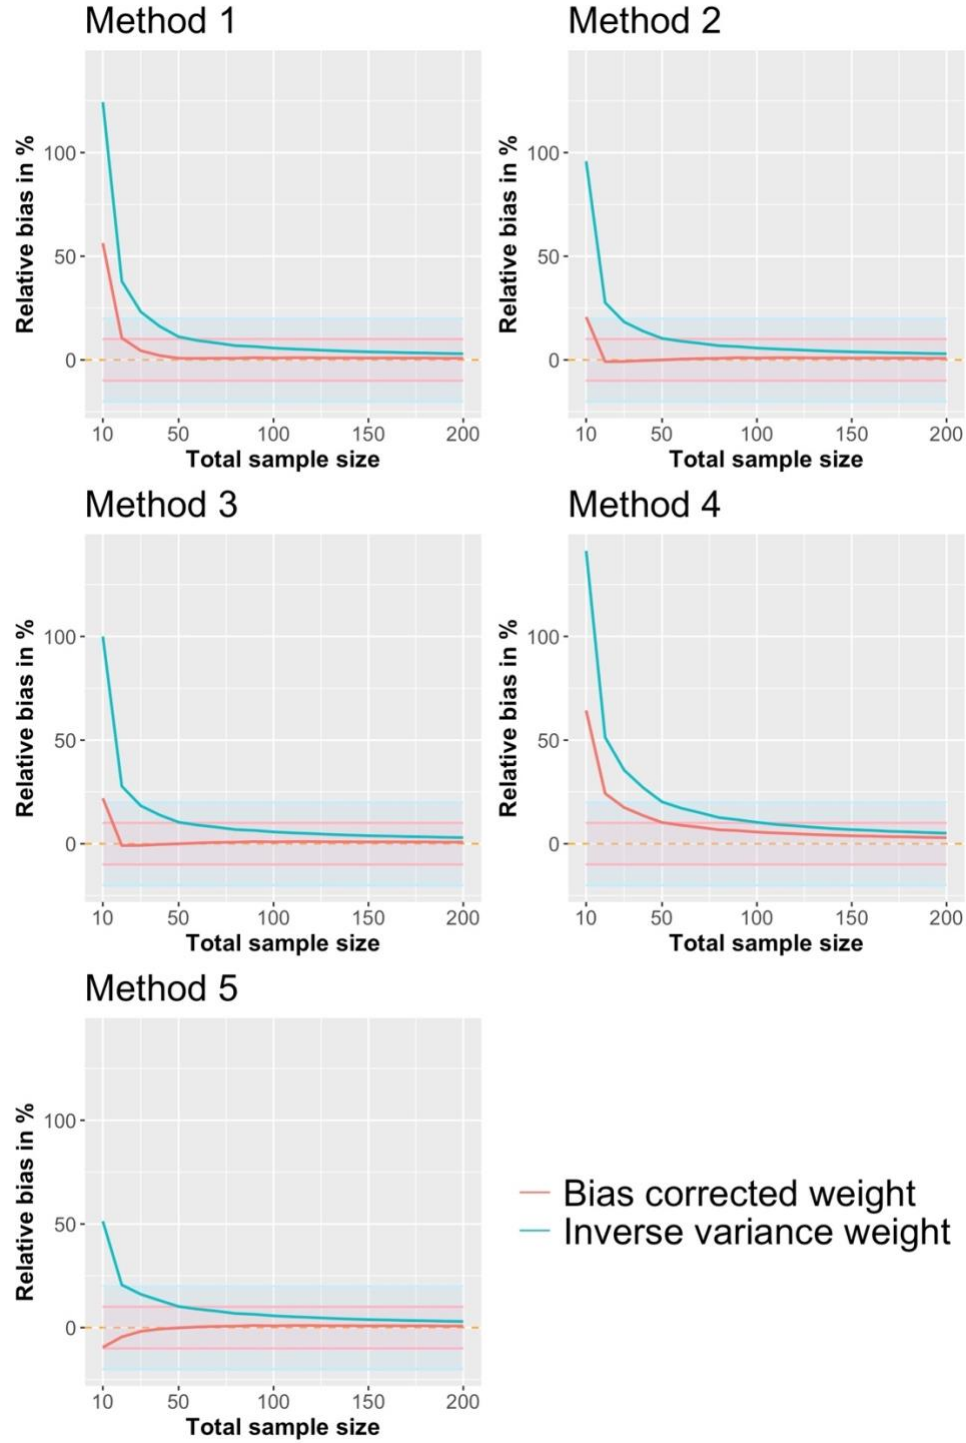 Method 1
Relative bias in %
100
50
0
10 50 100 150 200
Total sample size
Method 2
Relative bias in %
100
50
0
10 50 100 150 200
Total sample size
Method 3
Relative bias in %
100
50
0
10 50 100 150 200
Total sample size
Method 4
Relative bias in %
100
50
0
10 50 100 150 200
Total sample size
Method 5
Relative bias in %
100
50
0
10 50 100 150 200
Total sample size
Bias corrected weight
Inverse variance weight